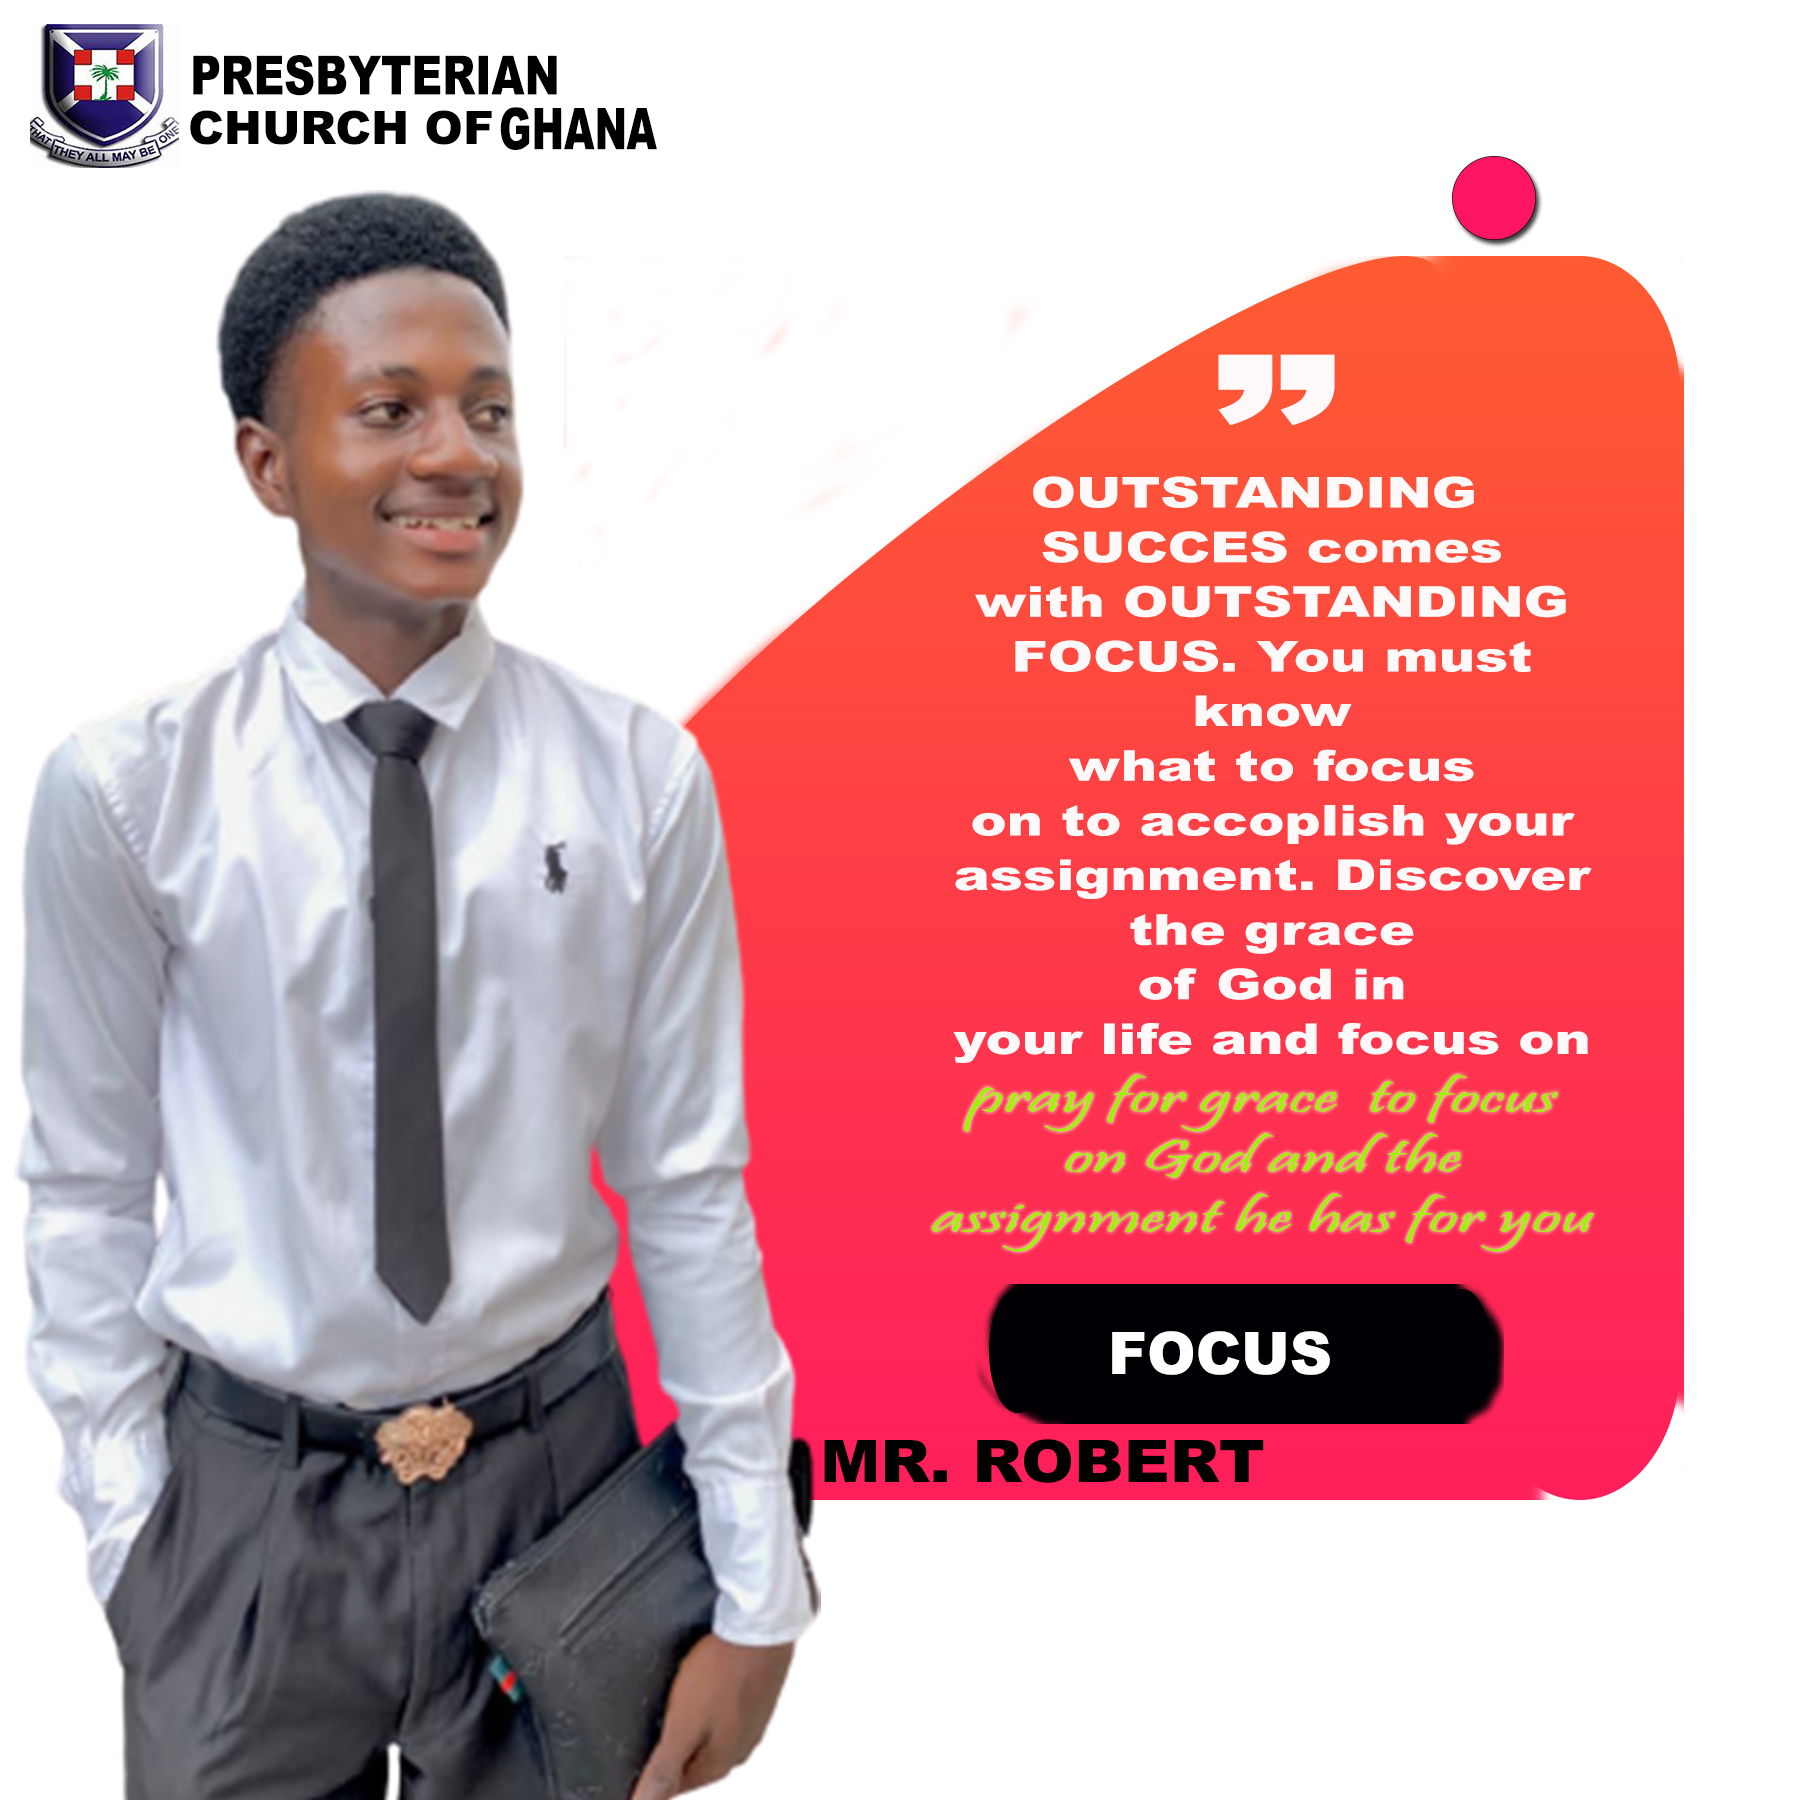 PRESBYTERIAN
CHURCH OF GHANA
THAT THEY ALL MAY BE ONE
”
OUTSTANDING
SUCCES comes
with OUTSTANDING
FOCUS. You must
know
what to focus
on to accoplish your
assignment. Discover
the grace
of God in
your life and focus on
pray for grace to focus
on God and the
assignment he has for you
FOCUS
MR. ROBERT